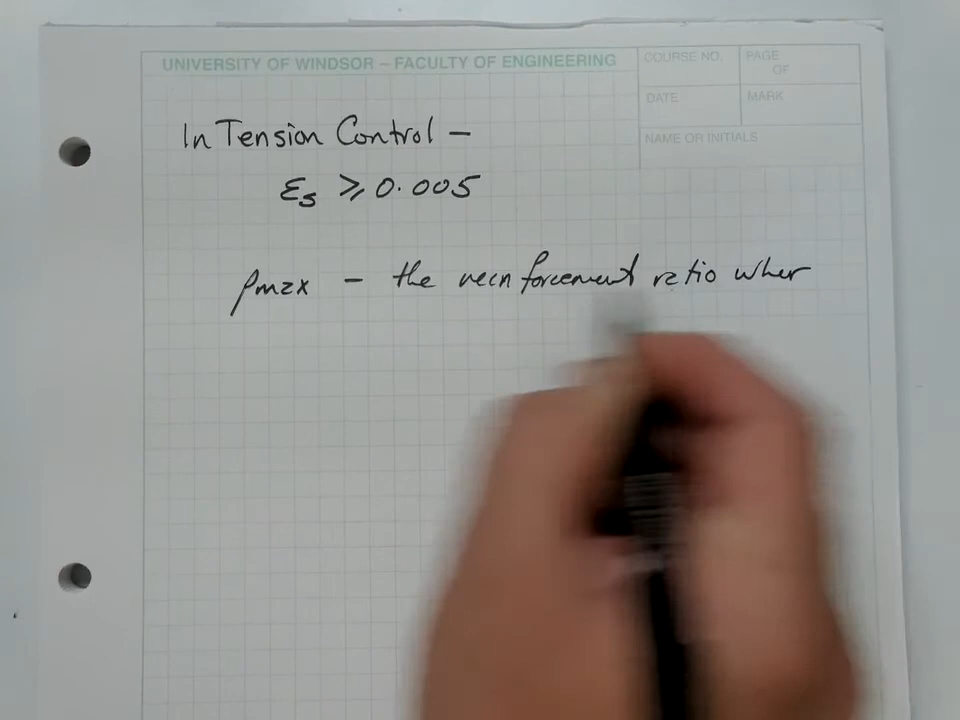 UNIVERSITY OF WINDSOR – FACULTY OF ENGINEERING
COURSE NO.
PAGE
OF
DATE
MARK
NAME OR INITIALS
In Tension Control –
εs ⩾ 0.005
ρmax – the reinforcement ratio wher